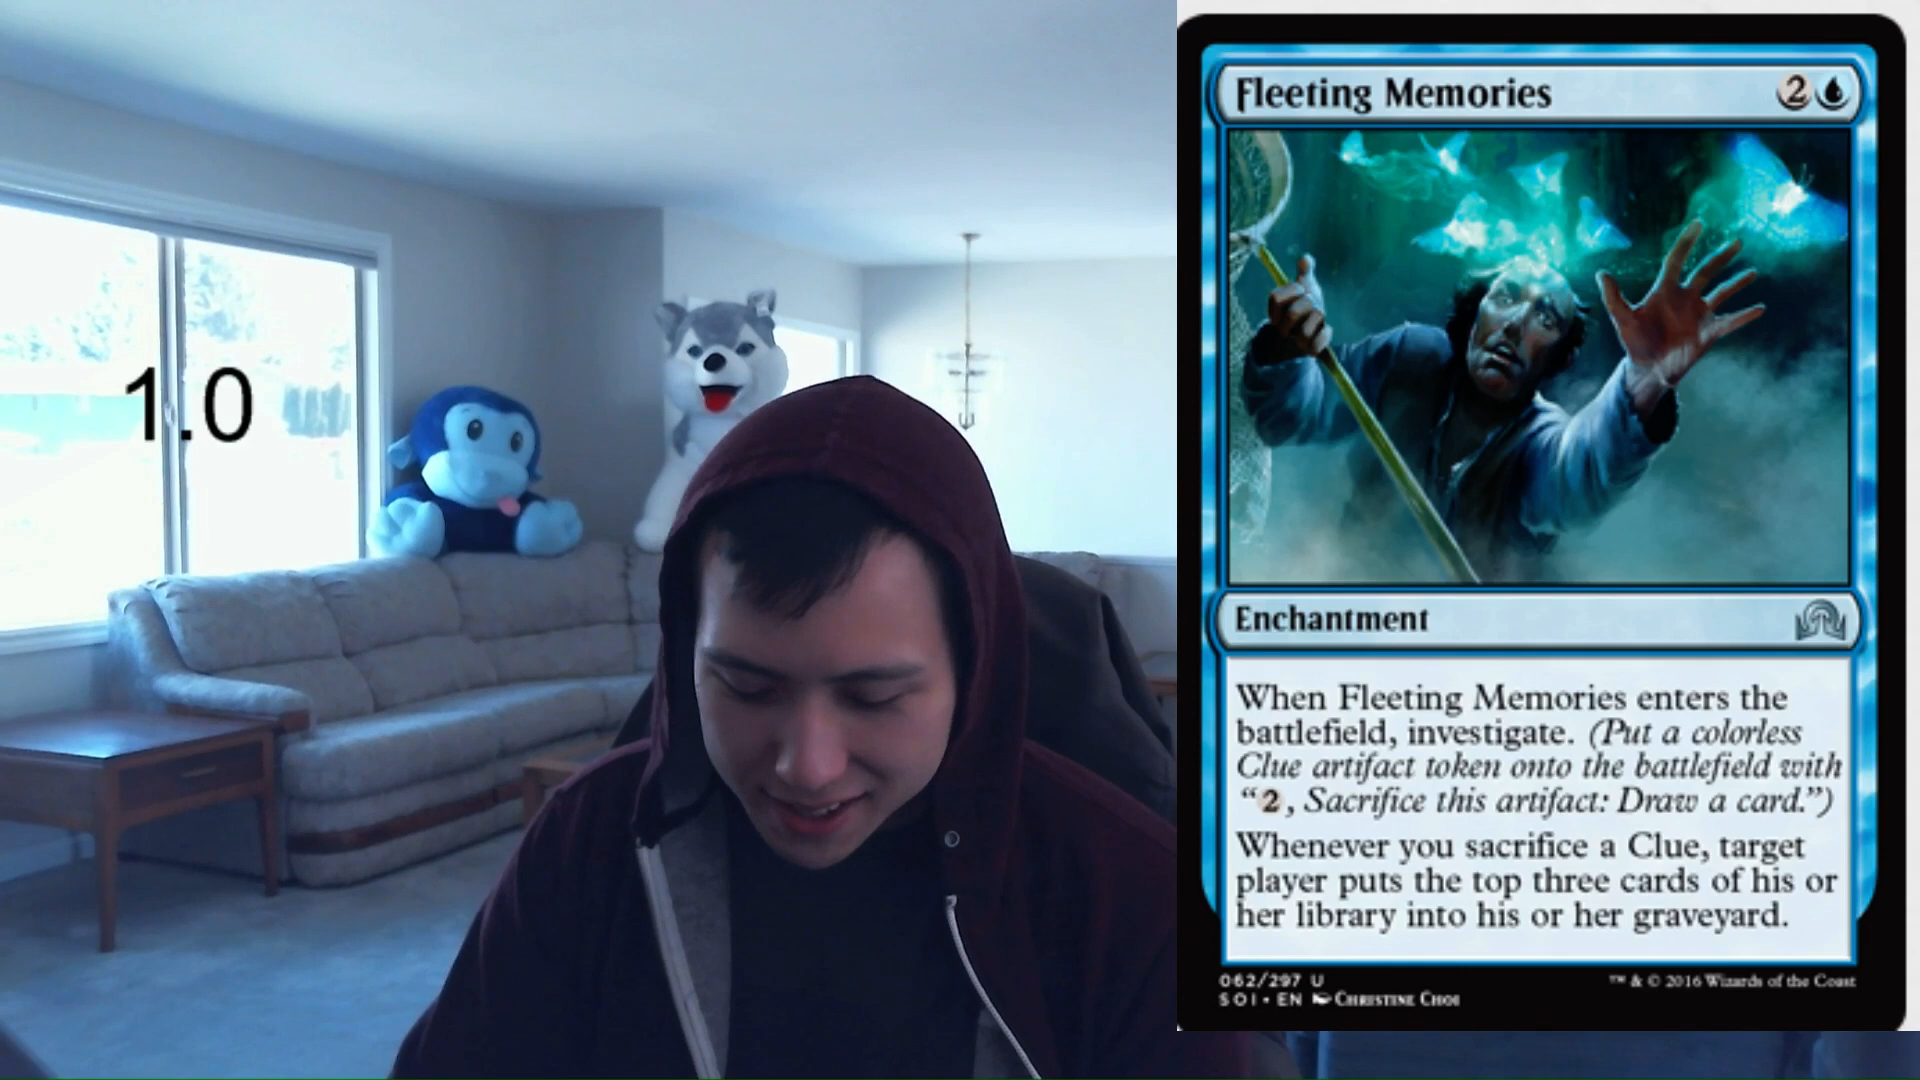 1.0
Fleeting Memories 2
Enchantment
When Fleeting Memories enters the
battlefield, investigate. (Put a colorless
Clue artifact token onto the battlefield with
“2, Sacrifice this artifact: Draw a card.”)
Whenever you sacrifice a Clue, target
player puts the top three cards of his or
her library into his or her graveyard.
062/297 U
SOI • EN CHRISTINE CHOI
™ & © 2016 Wizards of the Coast